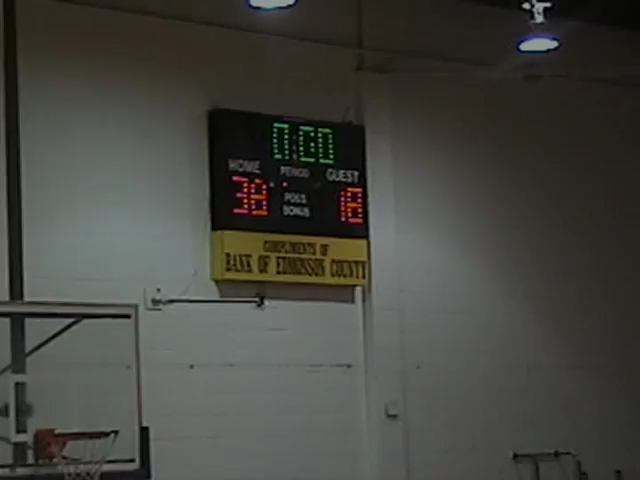 0:00
HOME PERIOD GUEST
38 18
POSS
BONUS
COMPLIMENTS OF
BANK OF EDMONSON COUNTY